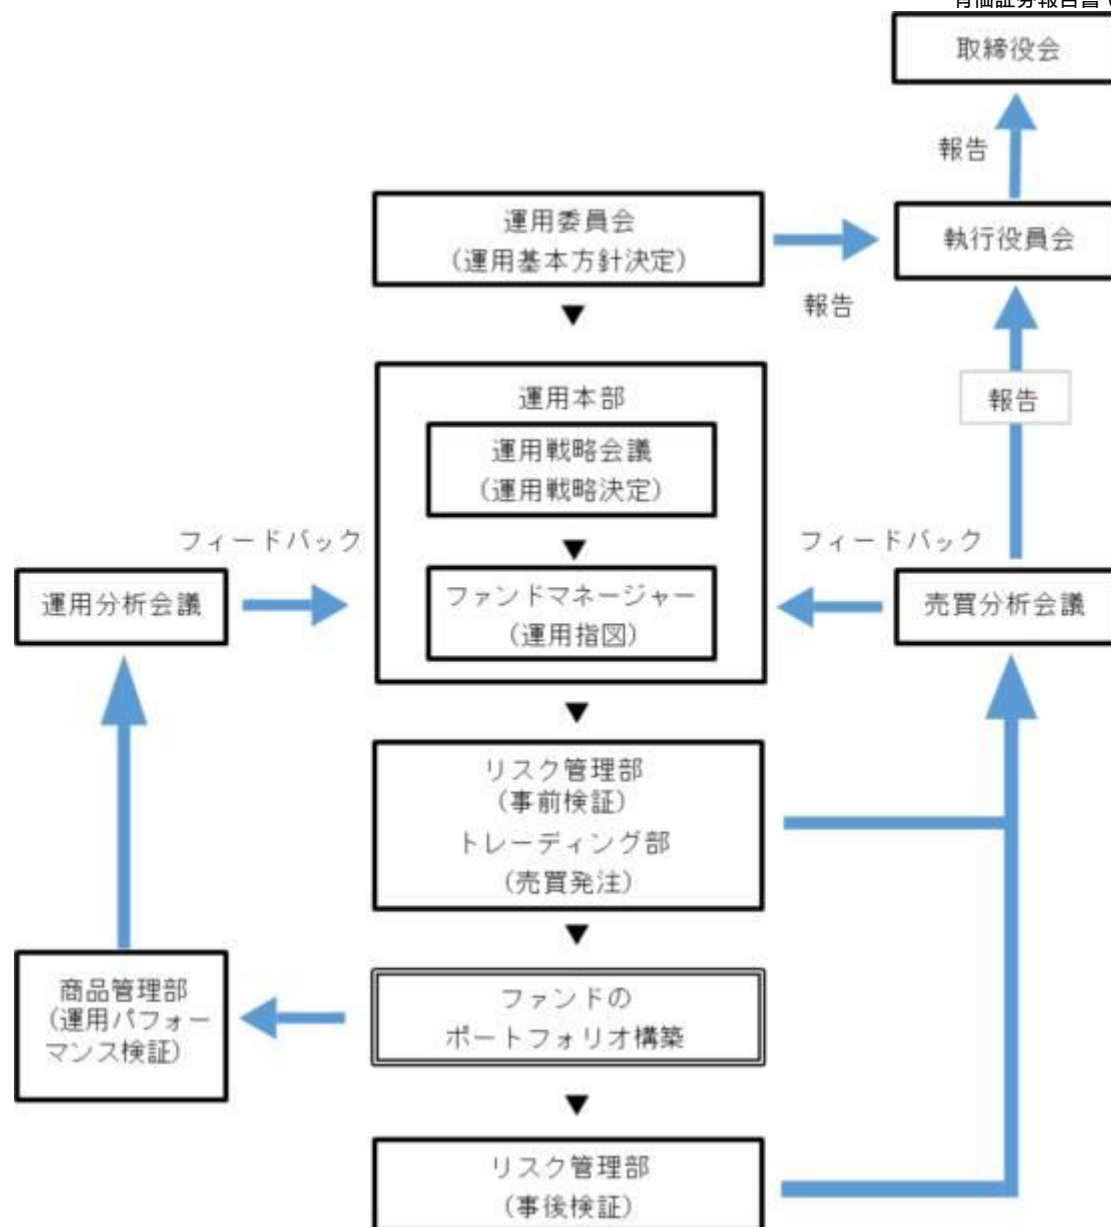 有価証券報告書
取締役会
報告
運用委員会
(運用基本方針決定)
執行役員会
報告
運用本部
報告
運用戦略会議
(運用戦略決定)
フィードバック
フィードバック
運用分析会議
ファンドマネージャー
(運用指図)
売買分析会議
リスク管理部
(事前検証)
トレーディング部
(売買発注)
商品管理部
(運用パフォー
マンス検証)
ファンドの
ポートフォリオ構築
リスク管理部
(事後検証)